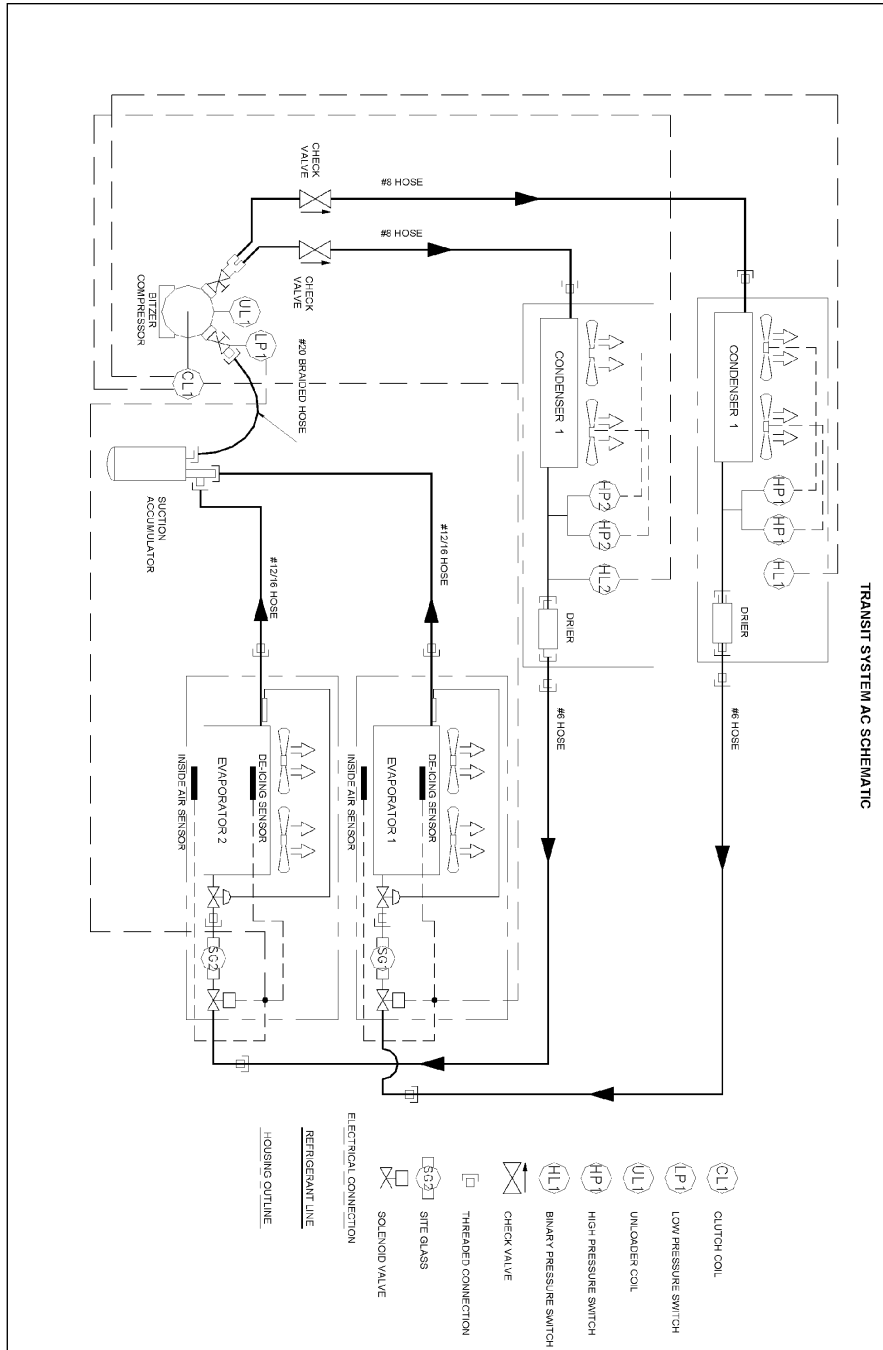 TRANSIT SYSTEM AC SCHEMATIC
CHECK
VALVE
#8 HOSE
#8 HOSE
CHECK
VALVE
BITZER
COMPRESSOR
UL1
LP1
CL1
#20 BRAIDED HOSE
SUCTION
ACCUMULATOR
CONDENSER 1
HP1
HP1
HL1
DRIER
#6 HOSE
CONDENSER 1
HP2
HP2
HL2
DRIER
#6 HOSE
#12/16 HOSE
#12/16 HOSE
DE-ICING SENSOR
EVAPORATOR 1
INSIDE AIR SENSOR
SG1
DE-ICING SENSOR
EVAPORATOR 2
INSIDE AIR SENSOR
SG2
CL1 CLUTCH COIL
LP1 LOW PRESSURE SWITCH
UL1 UNLOADER COIL
HP1 HIGH PRESSURE SWITCH
HL1 BINARY PRESSURE SWITCH
CHECK VALVE
THREADED CONNECTION
SG2 SITE GLASS
SOLENOID VALVE
ELECTRICAL CONNECTION
REFRIGERANT LINE
HOUSING OUTLINE